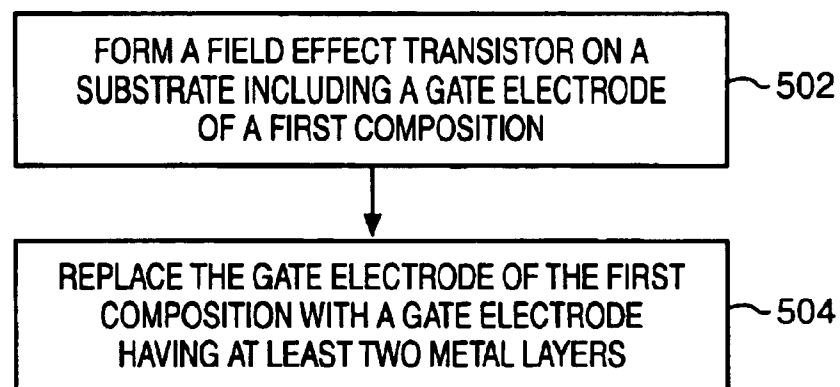 FORM A FIELD EFFECT TRANSISTOR ON A
SUBSTRATE INCLUDING A GATE ELECTRODE
OF A FIRST COMPOSITION
502
REPLACE THE GATE ELECTRODE OF THE FIRST
COMPOSITION WITH A GATE ELECTRODE
HAVING AT LEAST TWO METAL LAYERS
504